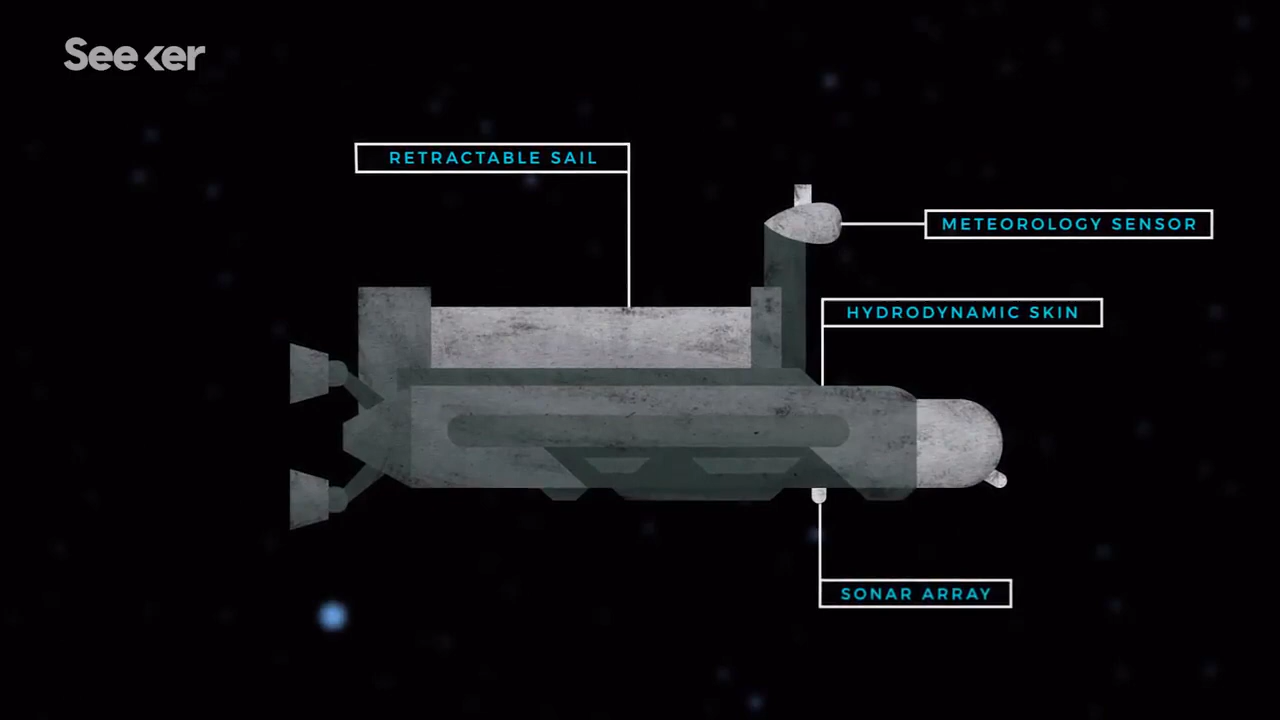 Seeker
RETRACTABLE SAIL
METEOROLOGY SENSOR
HYDRODYNAMIC SKIN
SONAR ARRAY